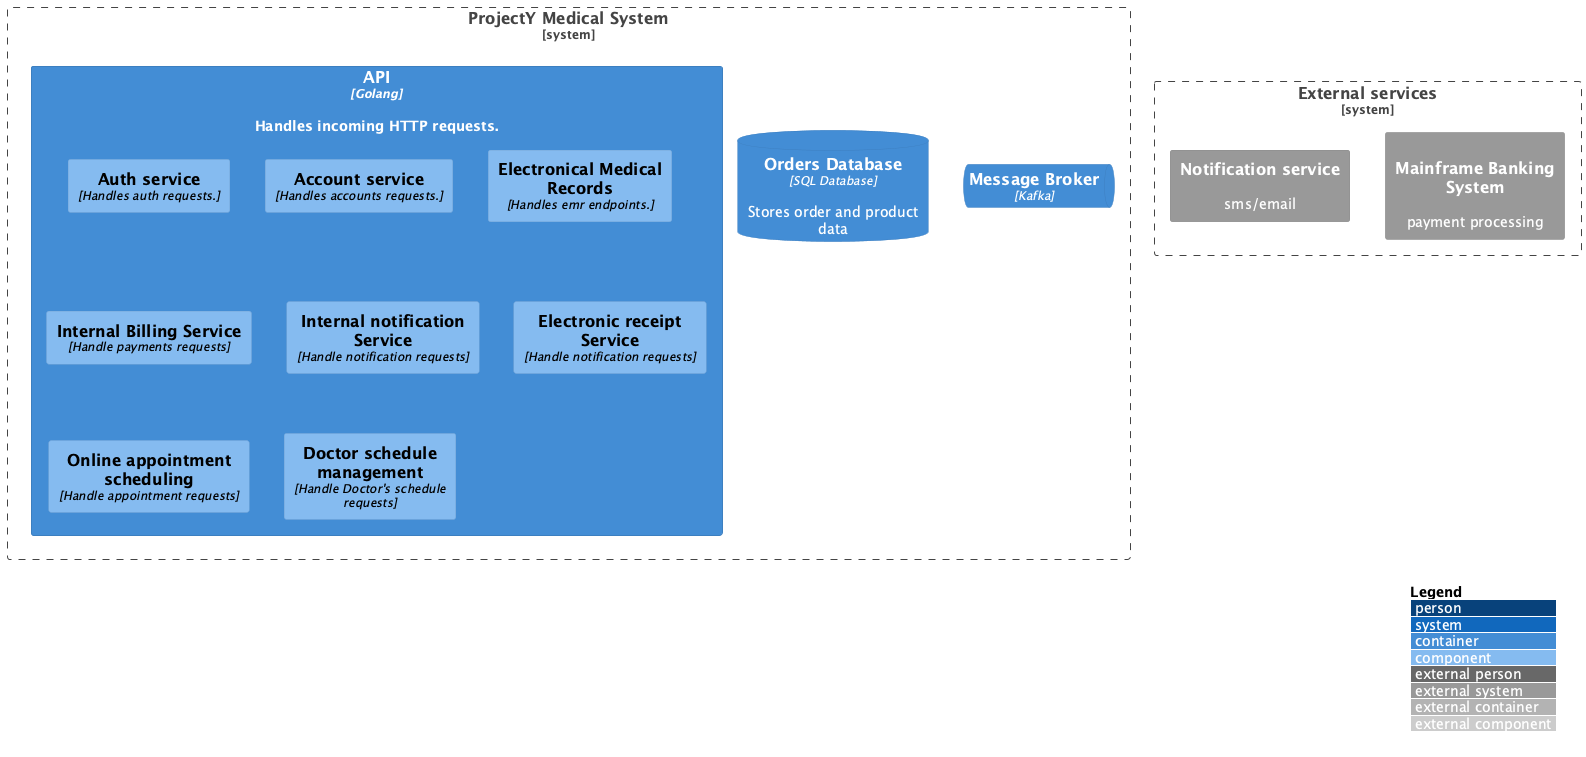 ProjectY Medical System
[system]
API
[Golang]
Handles incoming HTTP requests.
Auth service
[Handles auth requests.]
Account service
[Handles accounts requests.]
Electronical Medical
Records
[Handles emr endpoints.]
Internal Billing Service
[Handle payments requests]
Internal notification
Service
[Handle notification requests]
Electronic receipt
Service
[Handle notification requests]
Online appointment
scheduling
[Handle appointment requests]
Doctor schedule
management
[Handle Doctor's schedule
requests]
Orders Database
[SQL Database]
Stores order and product
data
Message Broker
[Kafka]
External services
[system]
Notification service
sms/email
Mainframe Banking
System
payment processing
Legend
person
system
container
component
external person
external system
external container
external component